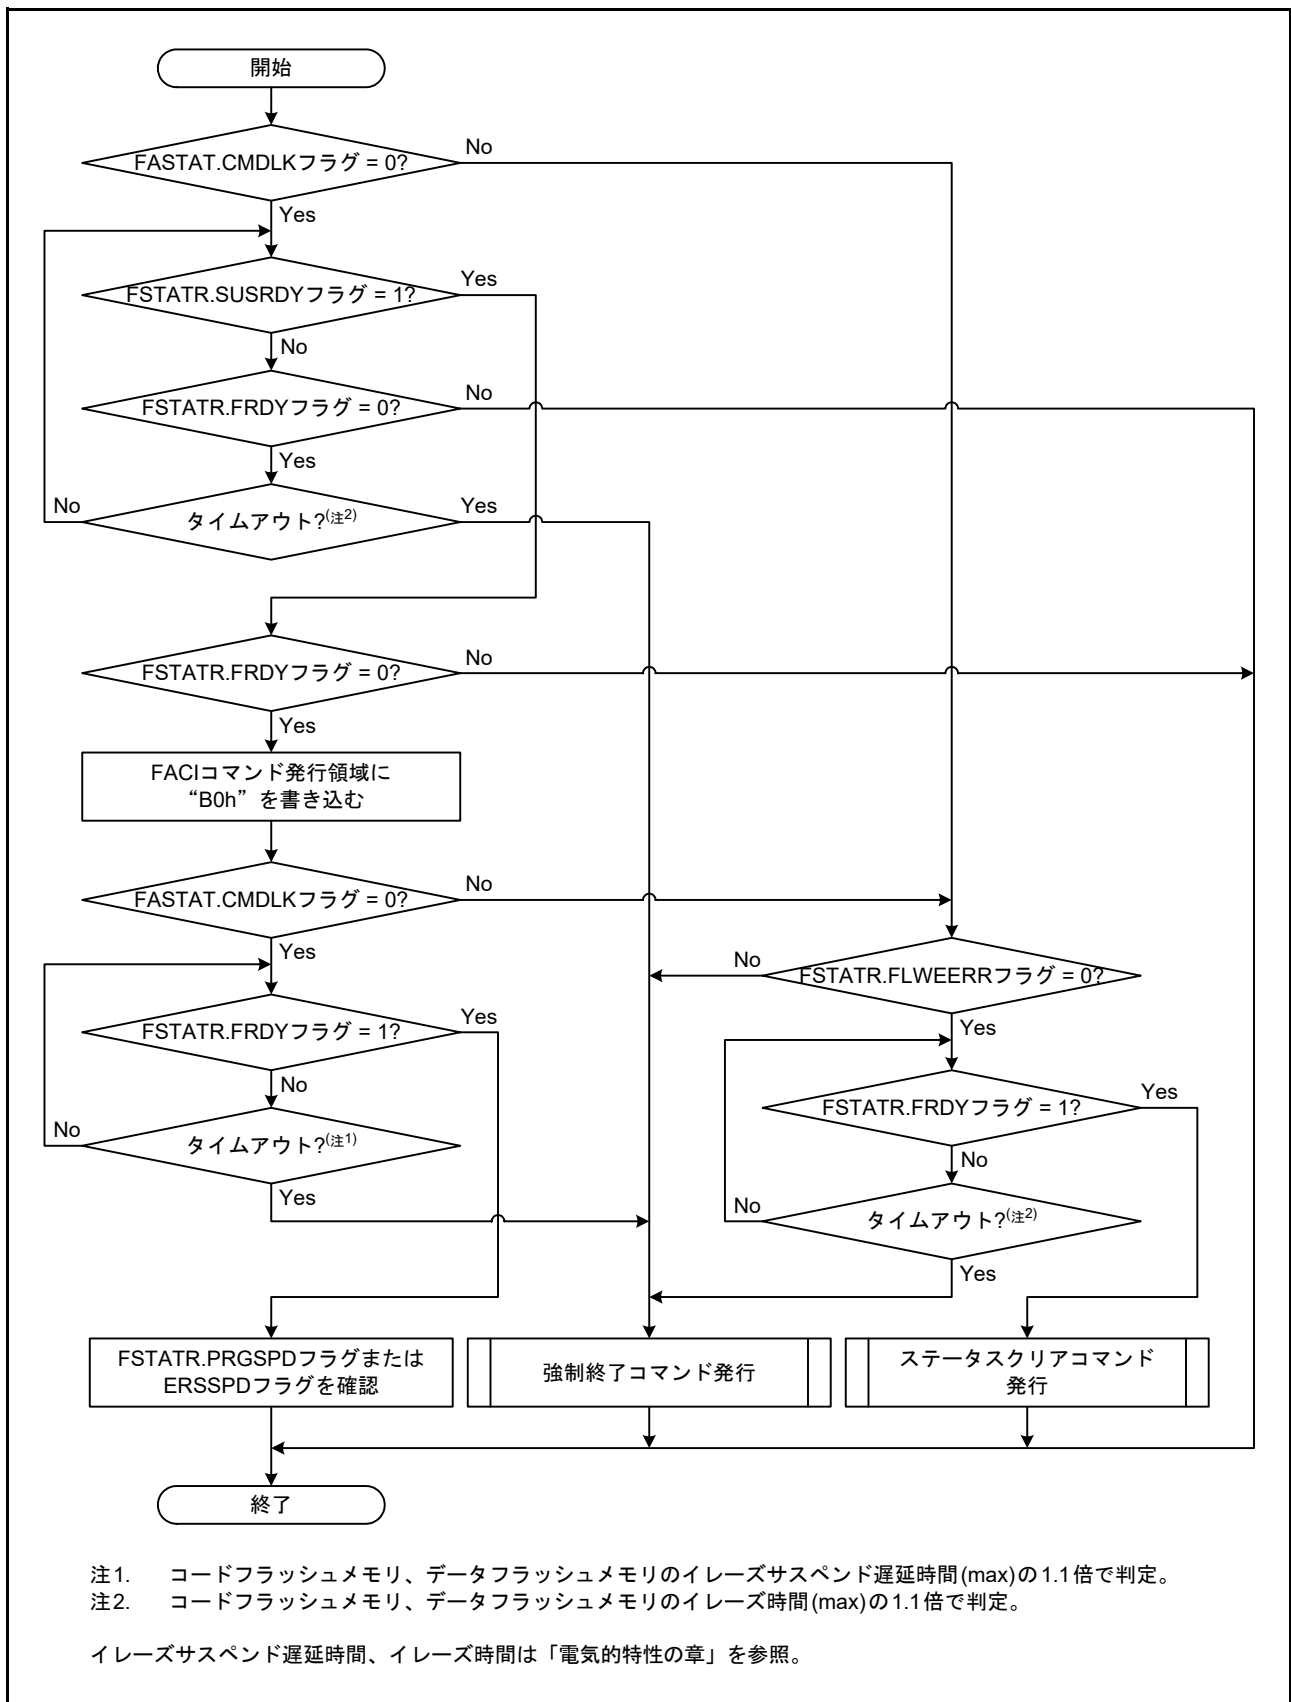 開始
FASTAT.CMDLKフラグ = 0?
No
Yes
FSTATR.SUSRDYフラグ = 1?
Yes
No
FSTATR.FRDYフラグ = 0?
No
Yes
タイムアウト?(注2)
No
Yes
FSTATR.FRDYフラグ = 0?
No
Yes
FACIコマンド発行領域に
“B0h”を書き込む
FASTAT.CMDLKフラグ = 0?
No
Yes
FSTATR.FLWEERRフラグ = 0?
No
Yes
FSTATR.FRDYフラグ = 1?
Yes
No
FSTATR.FRDYフラグ = 1?
Yes
No
タイムアウト?(注1)
No
Yes
タイムアウト?(注2)
No
Yes
FSTATR.PRGSPDフラグまたは
ERSSPDフラグを確認
強制終了コマンド発行
ステータスクリアコマンド
発行
終了
注1. コードフラッシュメモリ、データフラッシュメモリのイレーズサスペンド遅延時間(max)の1.1倍で判定。
注2. コードフラッシュメモリ、データフラッシュメモリのイレーズ時間(max)の1.1倍で判定。
イレーズサスペンド遅延時間、イレーズ時間は「電気的特性の章」を参照。